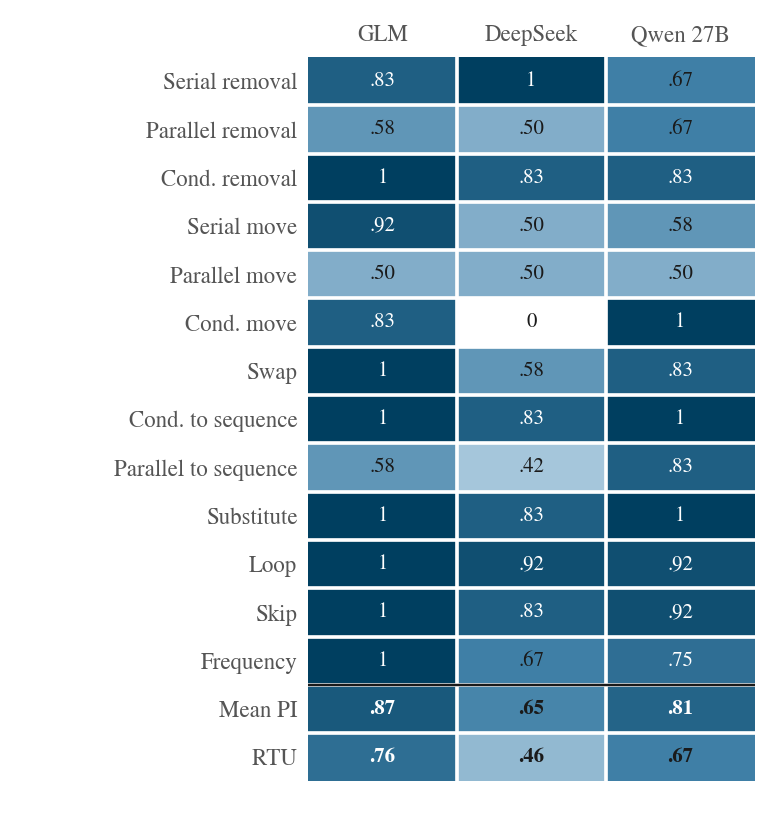 GLM DeepSeek Qwen 27B
Serial removal .83 1 .67
Parallel removal .58 .50 .67
Cond. removal 1 .83 .83
Serial move .92 .50 .58
Parallel move .50 .50 .50
Cond. move .83 0 1
Swap 1 .58 .83
Cond. to sequence 1 .83 1
Parallel to sequence .58 .42 .83
Substitute 1 .83 1
Loop 1 .92 .92
Skip 1 .83 .92
Frequency 1 .67 .75
Mean PI .87 .65 .81
RTU .76 .46 .67